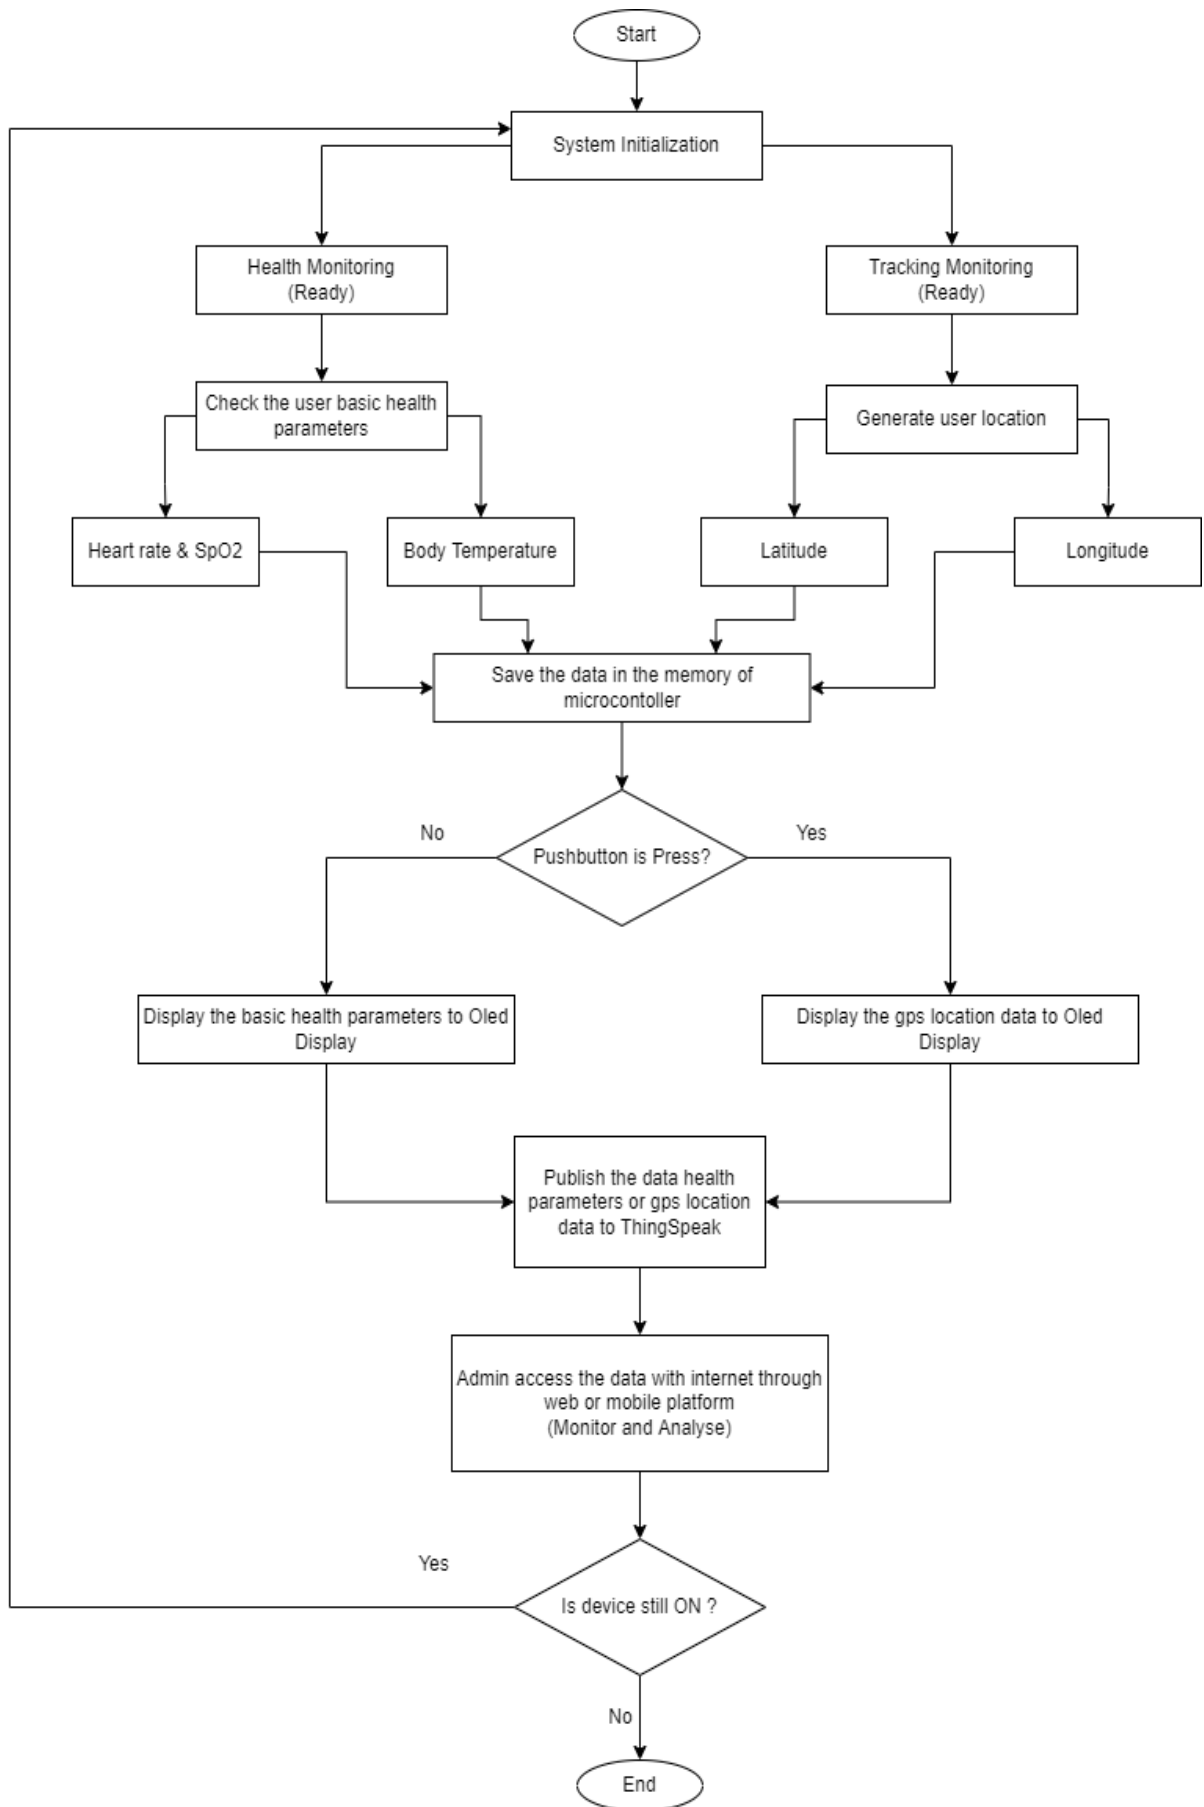 Start
System Initialization
Health Monitoring
(Ready)
Tracking Monitoring
(Ready)
Check the user basic health
parameters
Generate user location
Heart rate & SpO2
Body Temperature
Latitude
Longitude
Save the data in the memory of
microcontoller
No
Yes
Pushbutton is Press?
Display the basic health parameters to Oled
Display
Display the gps location data to Oled
Display
Publish the data health
parameters or gps location
data to ThingSpeak
Admin access the data with internet through
web or mobile platform
(Monitor and Analyse)
Yes
Is device still ON ?
No
End